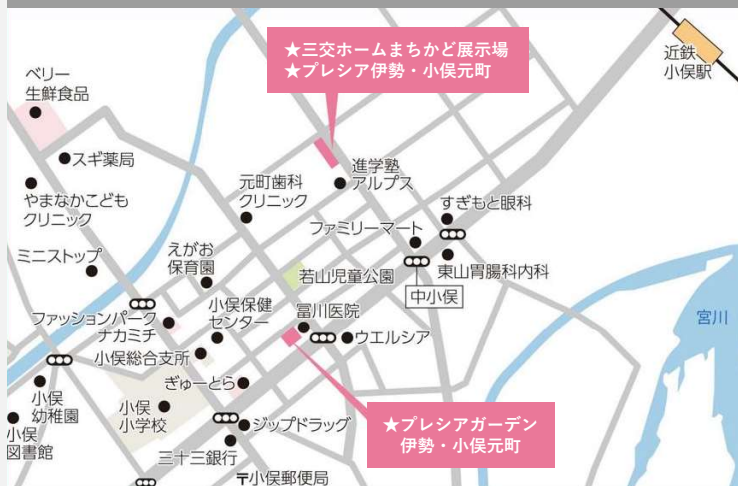 ★三交ホームまちかど展示場
★プレシア伊勢・小俣元町
近鉄
小俣駅
ベリー
生鮮食品
スギ薬局
やまなかこども
クリニック
元町歯科
クリニック
進学塾
アルプス
すぎもと眼科
ファミリーマート
ミニストップ
えがお
保育園
若山児童公園
東山胃腸科内科
中小俣
宮川
ファッションパーク
ナカミチ
小俣保健
センター
冨川医院
ウエルシア
小俣総合支所
ぎゅーとら
小俣
幼稚園
小俣
小学校
★プレシアガーデン
伊勢・小俣元町
小俣
図書館
ジップドラッグ
三十三銀行
〒小俣郵便局